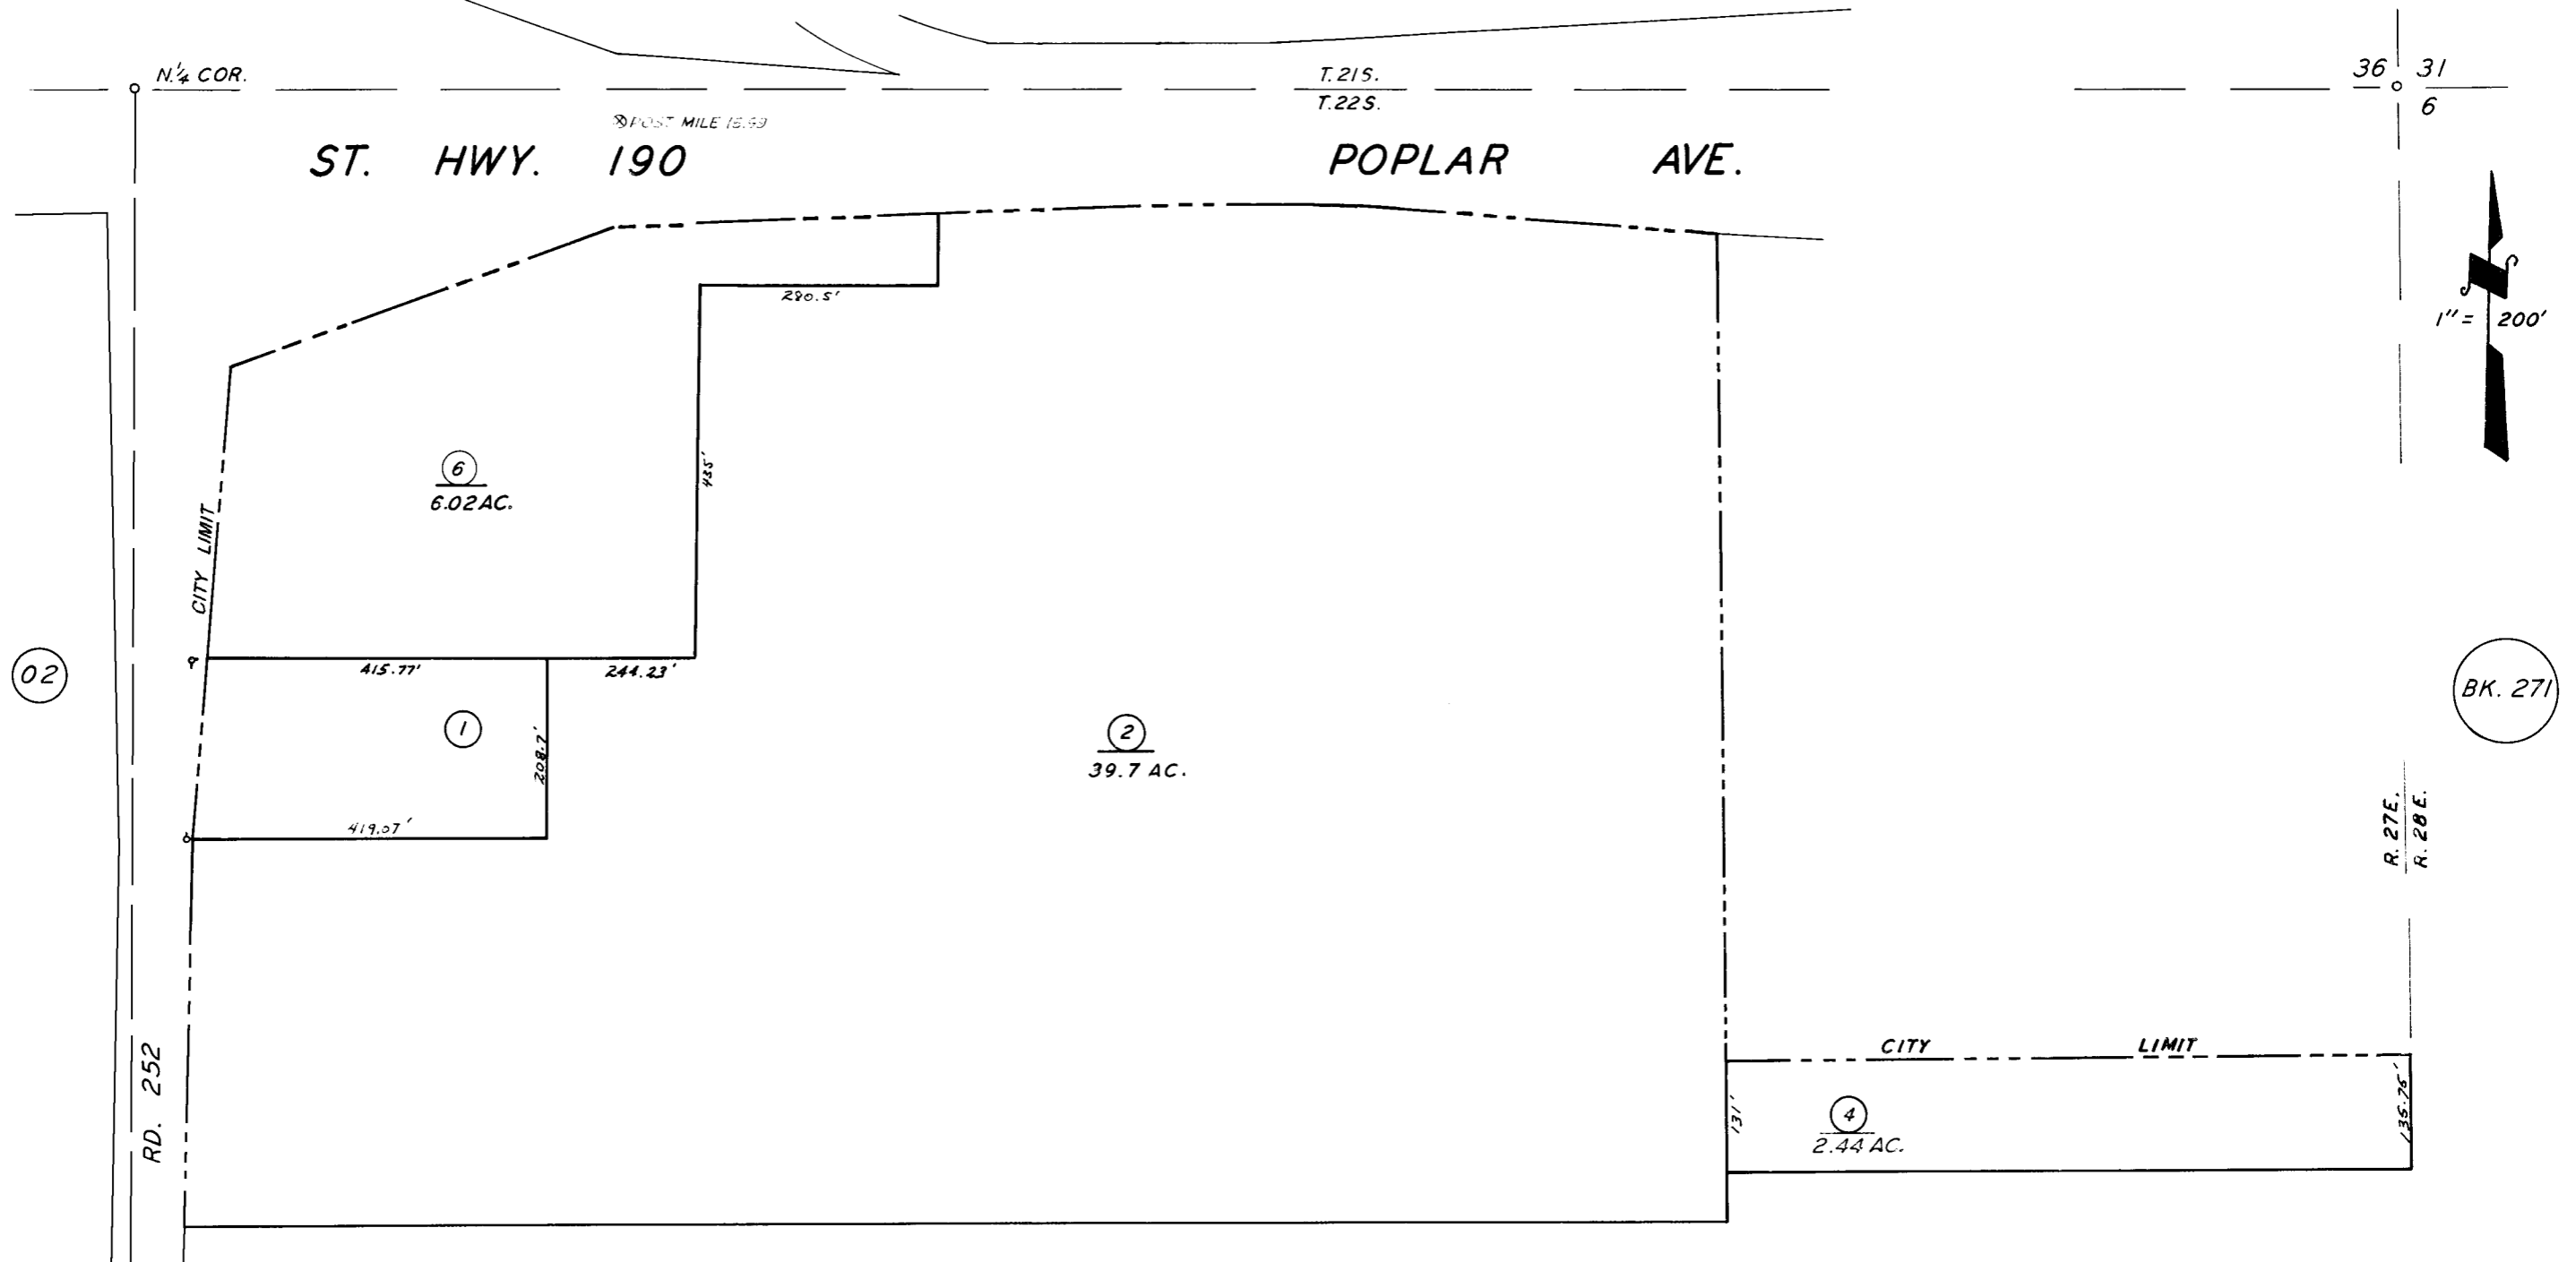 N.¼ COR.
T. 21S.
T. 22S.
36 31
6
POST MILE
ST. HWY. 190 POPLAR AVE.
1" = 200'
280.5'
435'
6
6.02 AC.
CITY LIMIT
02
415.77'
244.23'
1
208.7'
419.07'
2
39.7 AC.
BK. 271
R. 27E.
R. 28E.
RD. 252
CITY LIMIT
131'
4
2.44 AC.
135.75'